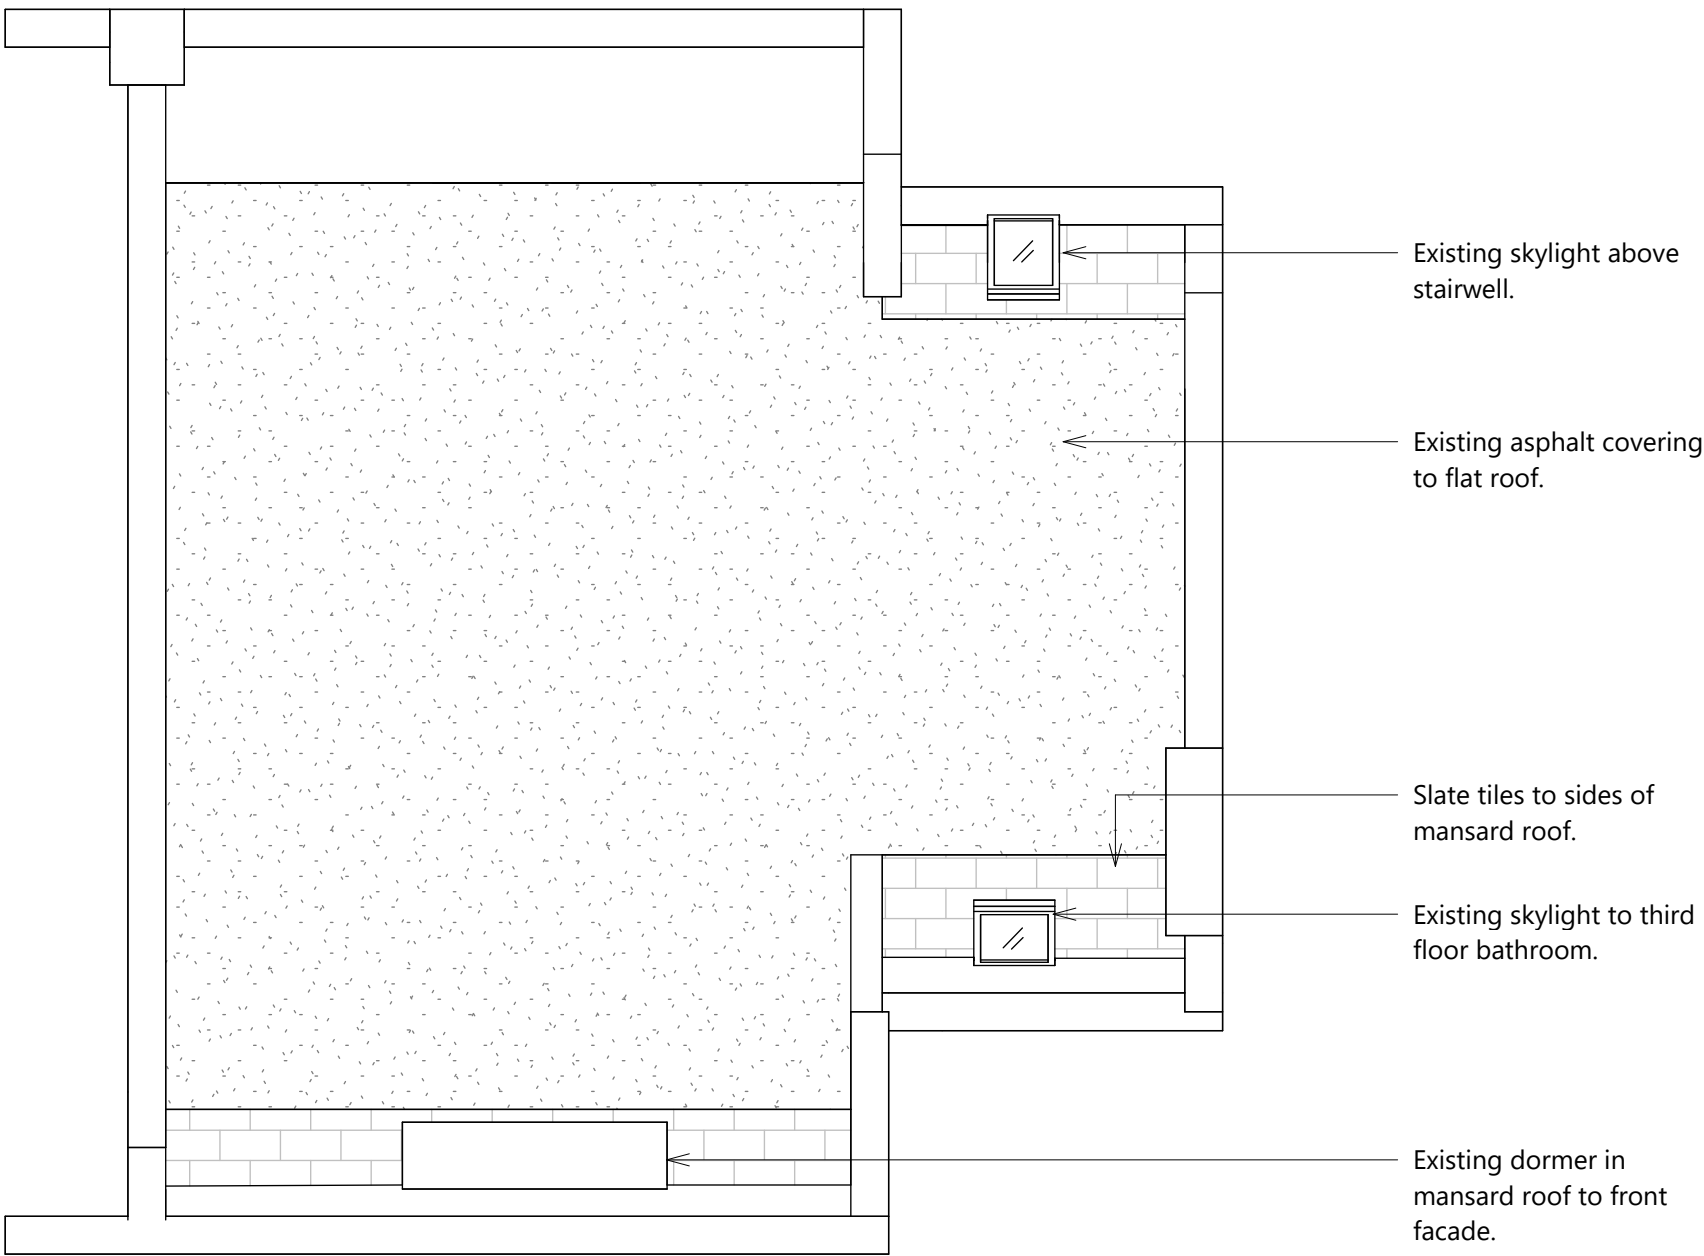 Existing skylight above
stairwell.
Existing asphalt covering
to flat roof.
Slate tiles to sides of
mansard roof.
Existing skylight to third
floor bathroom.
Existing dormer in
mansard roof to front
facade.